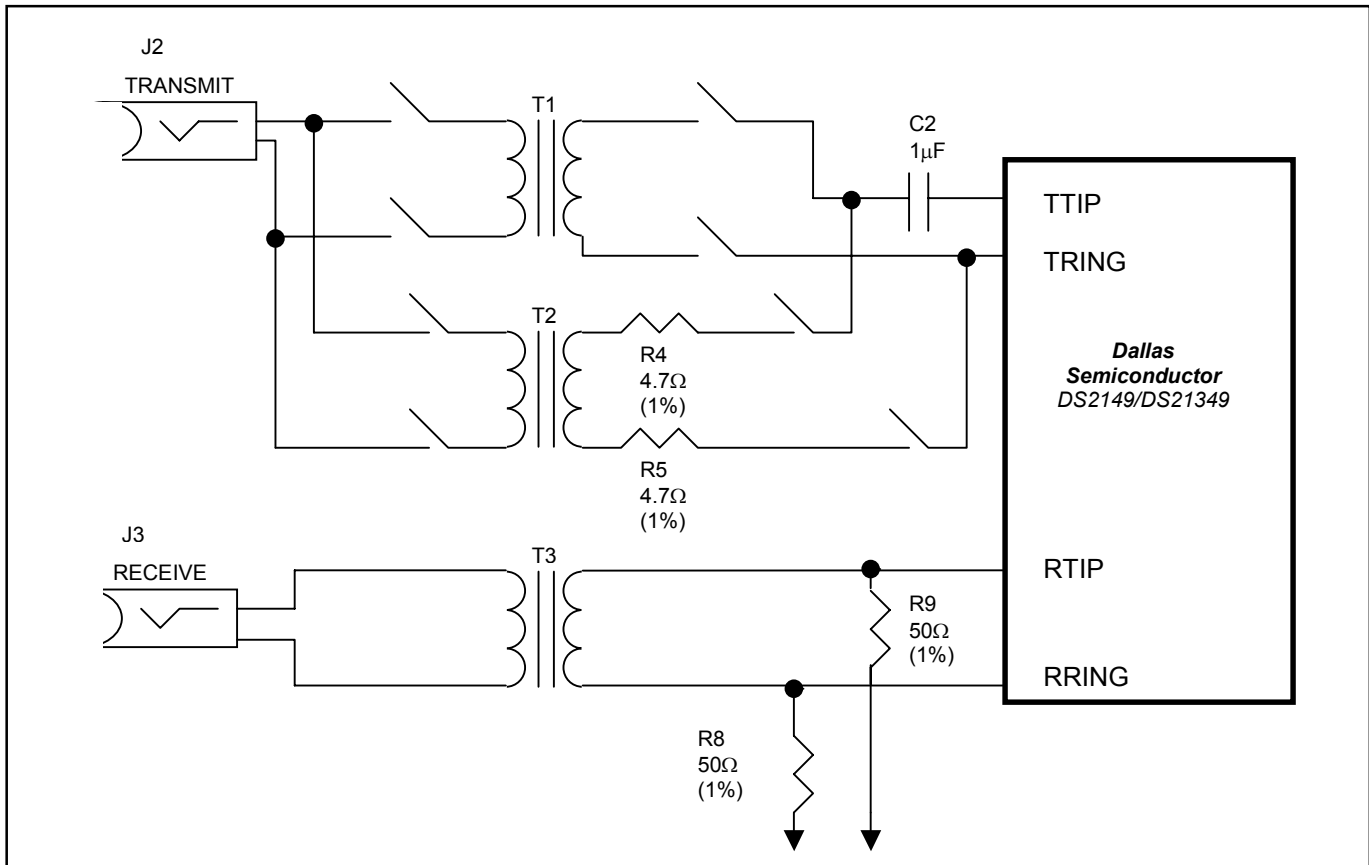 J2
TRANSMIT
T1
C2
1μF
TTIP
TRING
T2
R4
4.7Ω
(1%)
Dallas
Semiconductor
DS2149/DS21349
R5
4.7Ω
(1%)
J3
RECEIVE
T3
RTIP
R9
50Ω
(1%)
RRING
R8
50Ω
(1%)